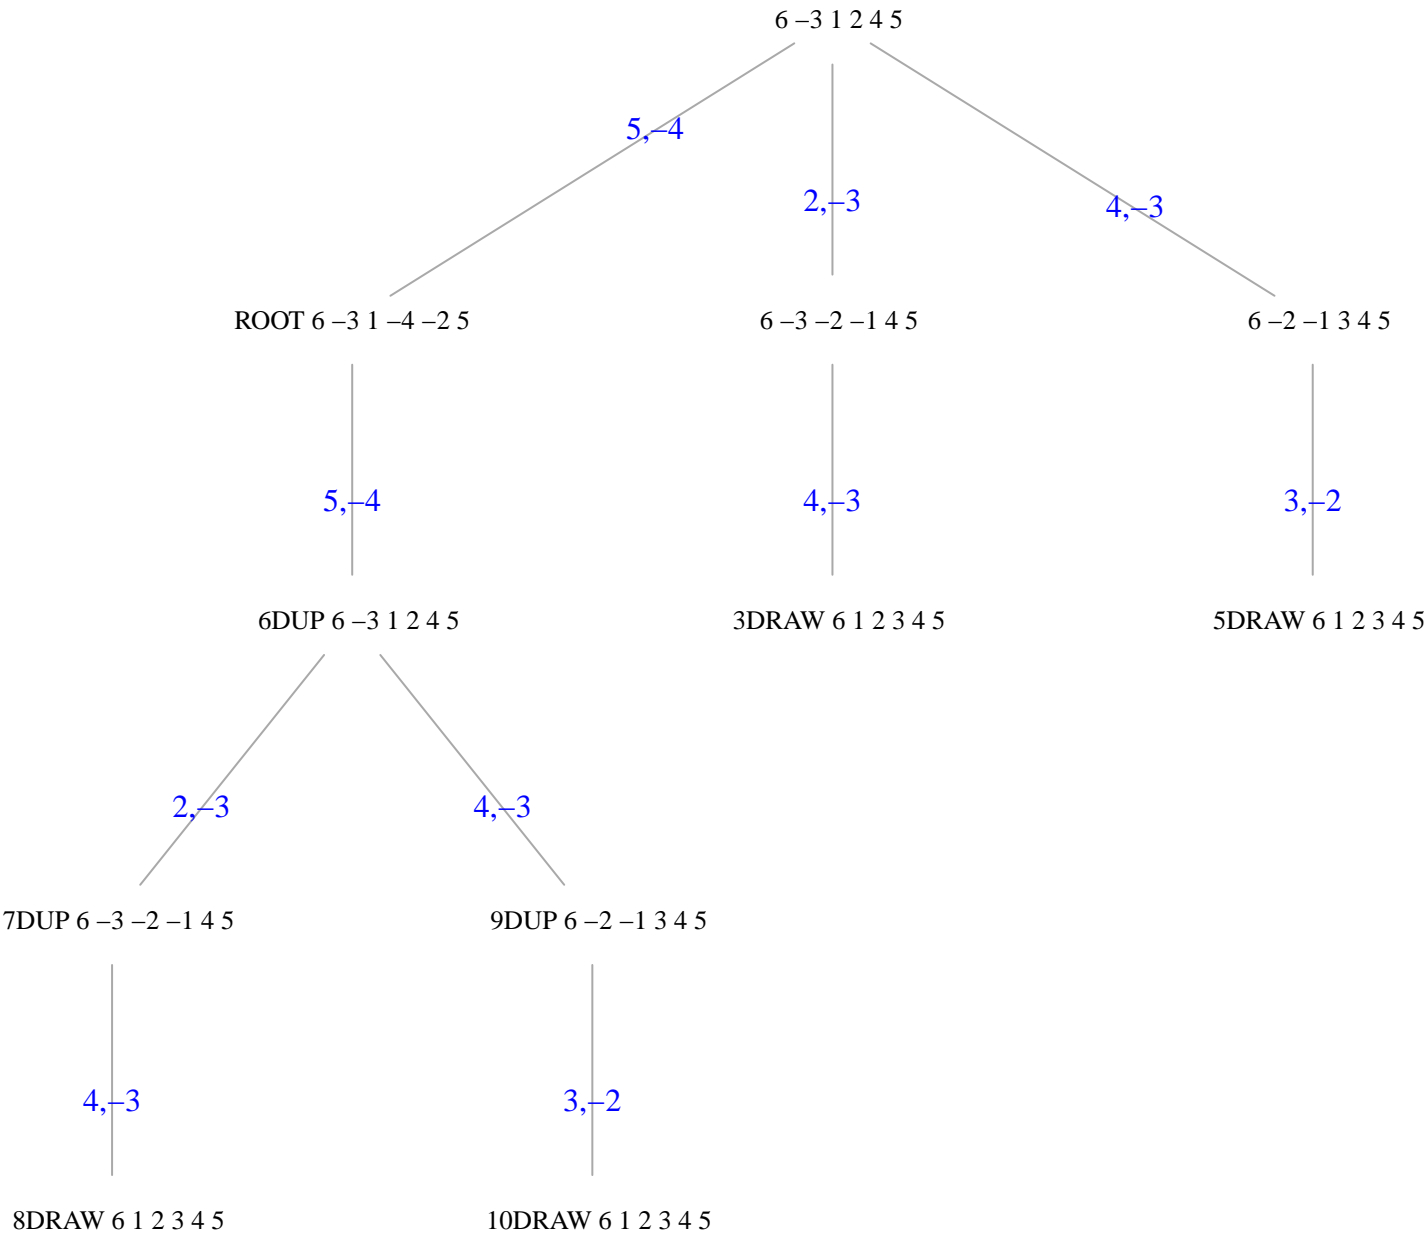 6 –3 1 2 4 5
5,–4
2,–3
4,–3
ROOT 6 –3 1 –4 –2 5
6 –3 –2 –1 4 5
6 –2 –1 3 4 5
5,–4
4,–3
3,–2
6DUP 6 –3 1 2 4 5
3DRAW 6 1 2 3 4 5
5DRAW 6 1 2 3 4 5
2,–3
4,–3
7DUP 6 –3 –2 –1 4 5
9DUP 6 –2 –1 3 4 5
4,–3
3,–2
8DRAW 6 1 2 3 4 5
10DRAW 6 1 2 3 4 5